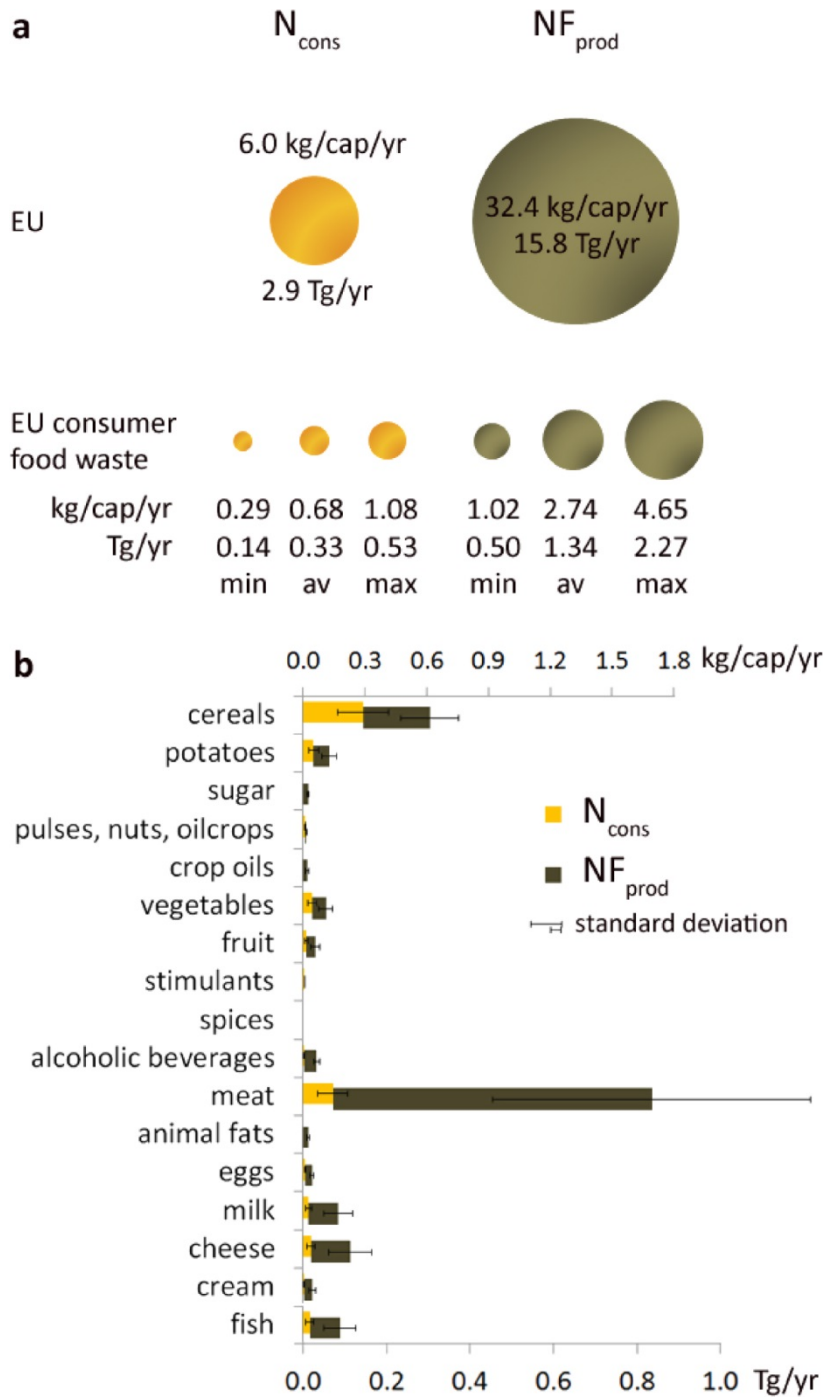 a
N_cons NF_prod
6.0 kg/cap/yr
EU
32.4 kg/cap/yr
15.8 Tg/yr
2.9 Tg/yr
EU consumer
food waste
kg/cap/yr 0.29 0.68 1.08 1.02 2.74 4.65
Tg/yr 0.14 0.33 0.53 0.50 1.34 2.27
min av max min av max
b
0.0 0.3 0.6 0.9 1.2 1.5 1.8 kg/cap/yr
cereals
potatoes
sugar
pulses, nuts, oilcrops
crop oils
vegetables
fruit
stimulants
spices
alcoholic beverages
meat
animal fats
eggs
milk
cheese
cream
fish
N_cons
NF_prod
standard deviation
0.0 0.2 0.4 0.6 0.8 1.0 Tg/yr